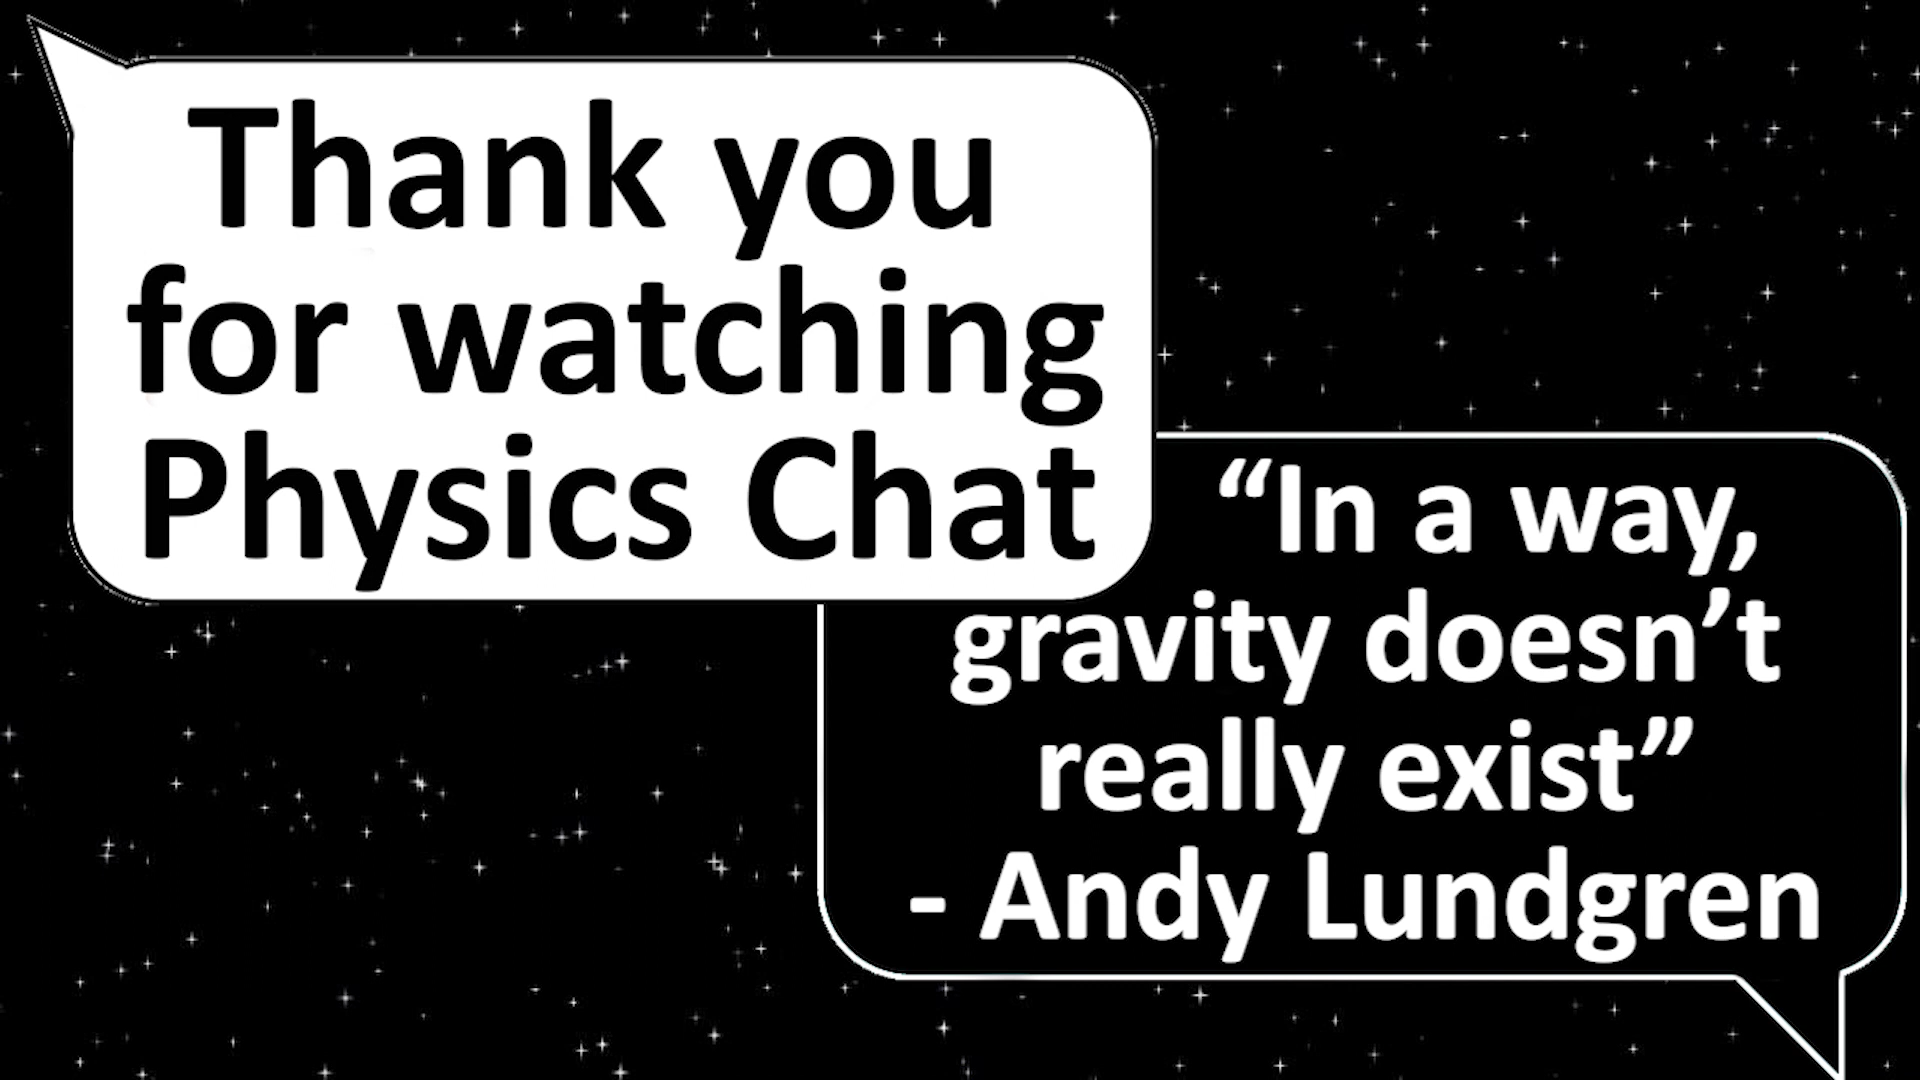 Thank you
for watching
Physics Chat
“In a way,
gravity doesn’t
really exist”
- Andy Lundgren